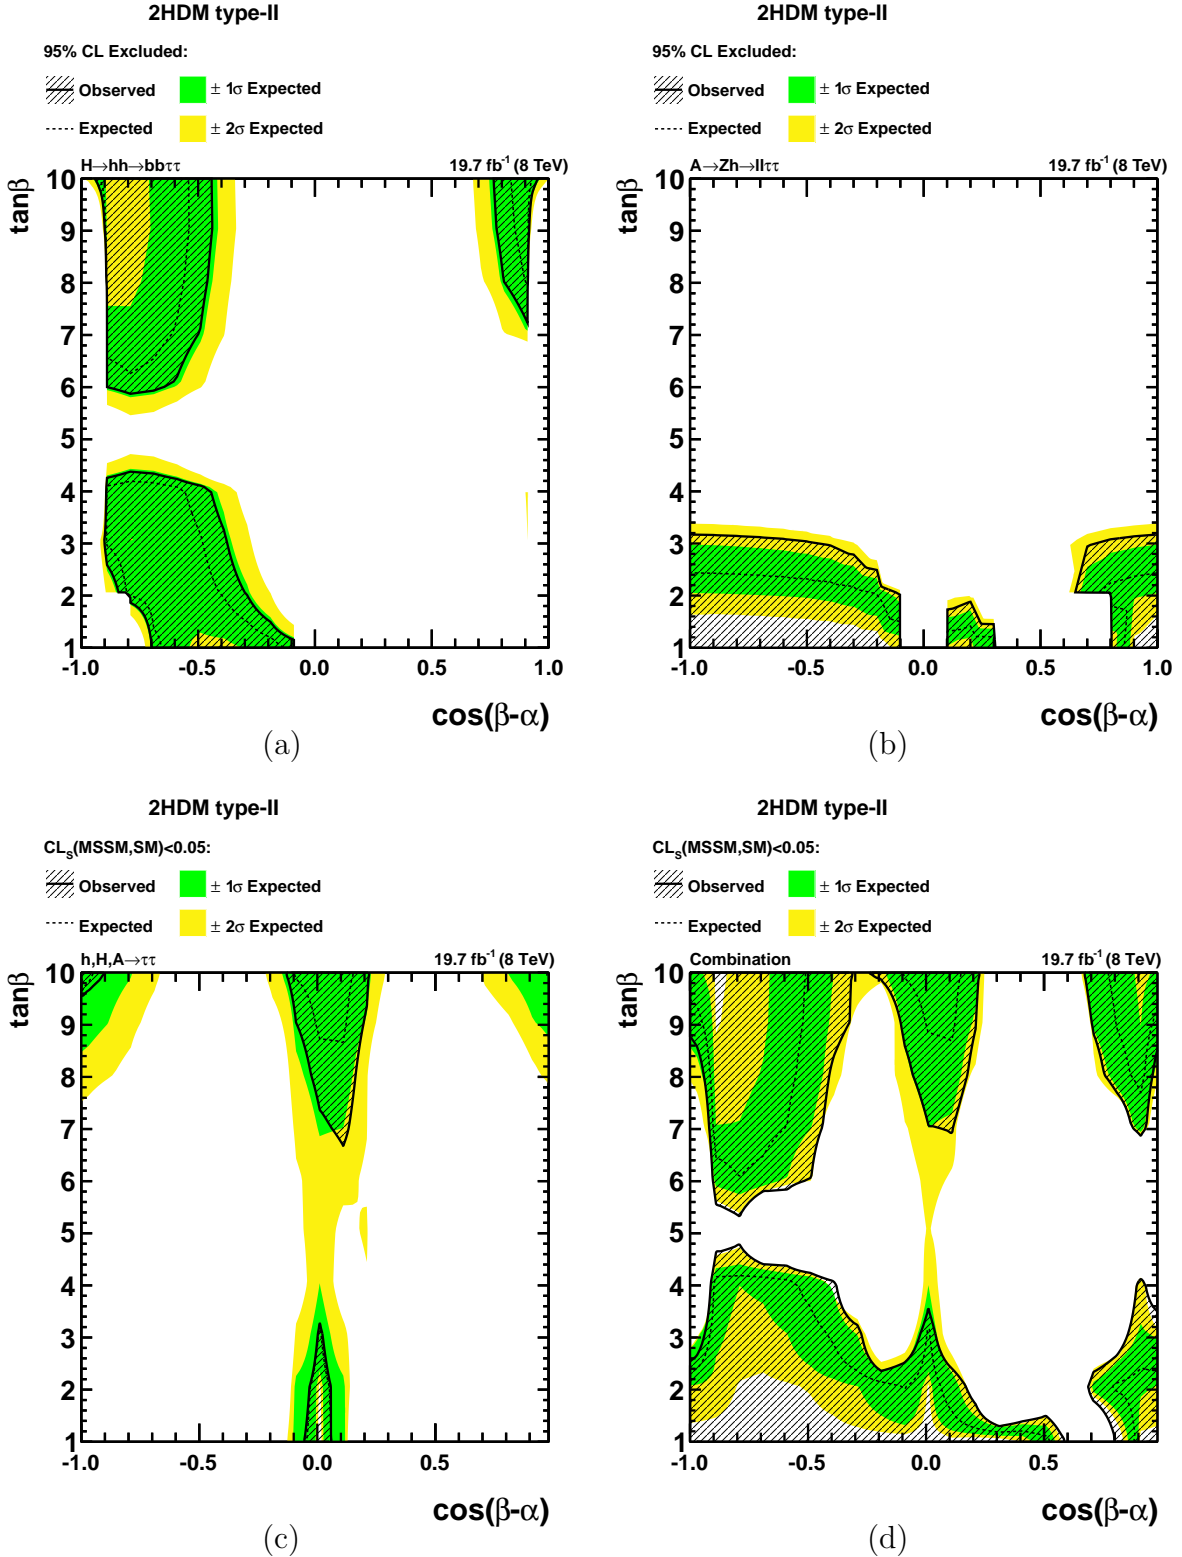 2HDM type-II
95% CL Excluded:
Observed ± 1σ Expected
Expected ± 2σ Expected
H→hh→bbττ 19.7 fb⁻¹ (8 TeV)
tanβ
10
9
8
7
6
5
4
3
2
1
-1.0 -0.5 0.0 0.5 1.0
cos(β-α)
(a)
2HDM type-II
95% CL Excluded:
Observed ± 1σ Expected
Expected ± 2σ Expected
A→Zh→llττ 19.7 fb⁻¹ (8 TeV)
tanβ
10
9
8
7
6
5
4
3
2
1
-1.0 -0.5 0.0 0.5 1.0
cos(β-α)
(b)
2HDM type-II
CLₛ(MSSM,SM)<0.05:
Observed ± 1σ Expected
Expected ± 2σ Expected
h,H,A→ττ 19.7 fb⁻¹ (8 TeV)
tanβ
10
9
8
7
6
5
4
3
2
1
-1.0 -0.5 0.0 0.5
cos(β-α)
(c)
2HDM type-II
CLₛ(MSSM,SM)<0.05:
Observed ± 1σ Expected
Expected ± 2σ Expected
Combination 19.7 fb⁻¹ (8 TeV)
tanβ
10
9
8
7
6
5
4
3
2
1
-1.0 -0.5 0.0 0.5
cos(β-α)
(d)